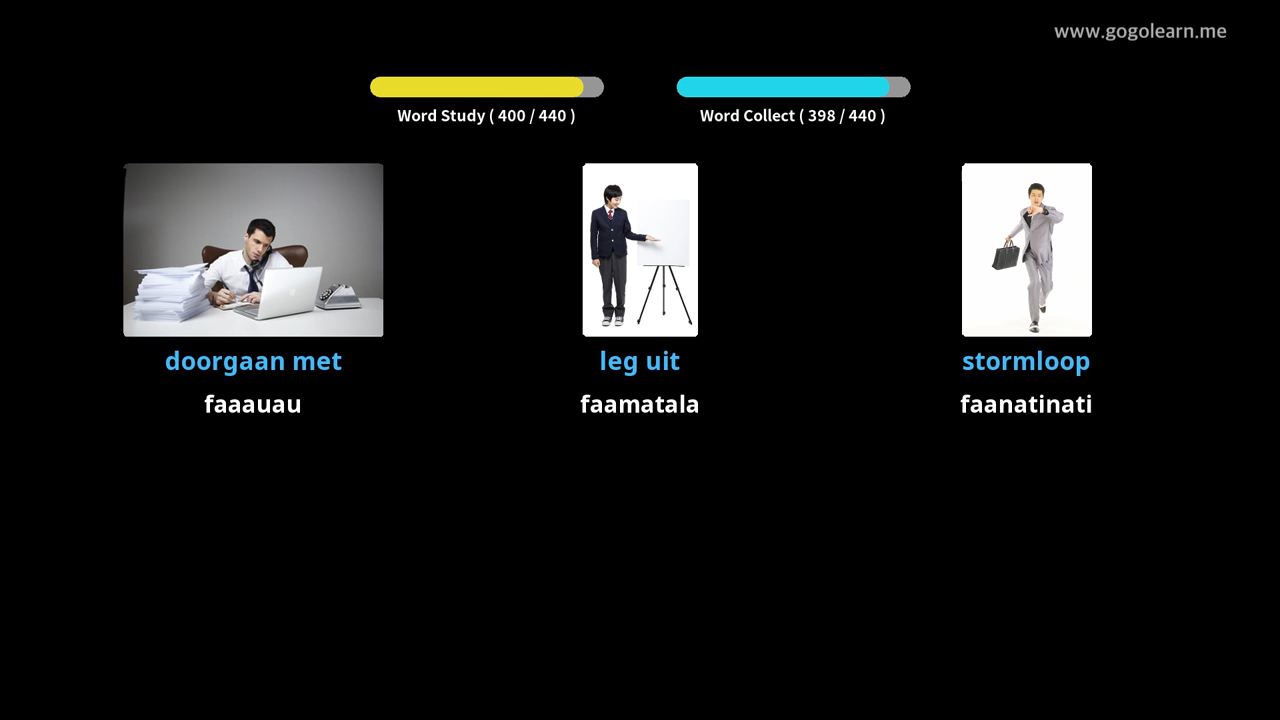 www.gogolearn.me
Word Study ( 400 / 440 )
Word Collect ( 398 / 440 )
doorgaan met
leg uit
stormloop
faaauau
faamatala
faanatinati